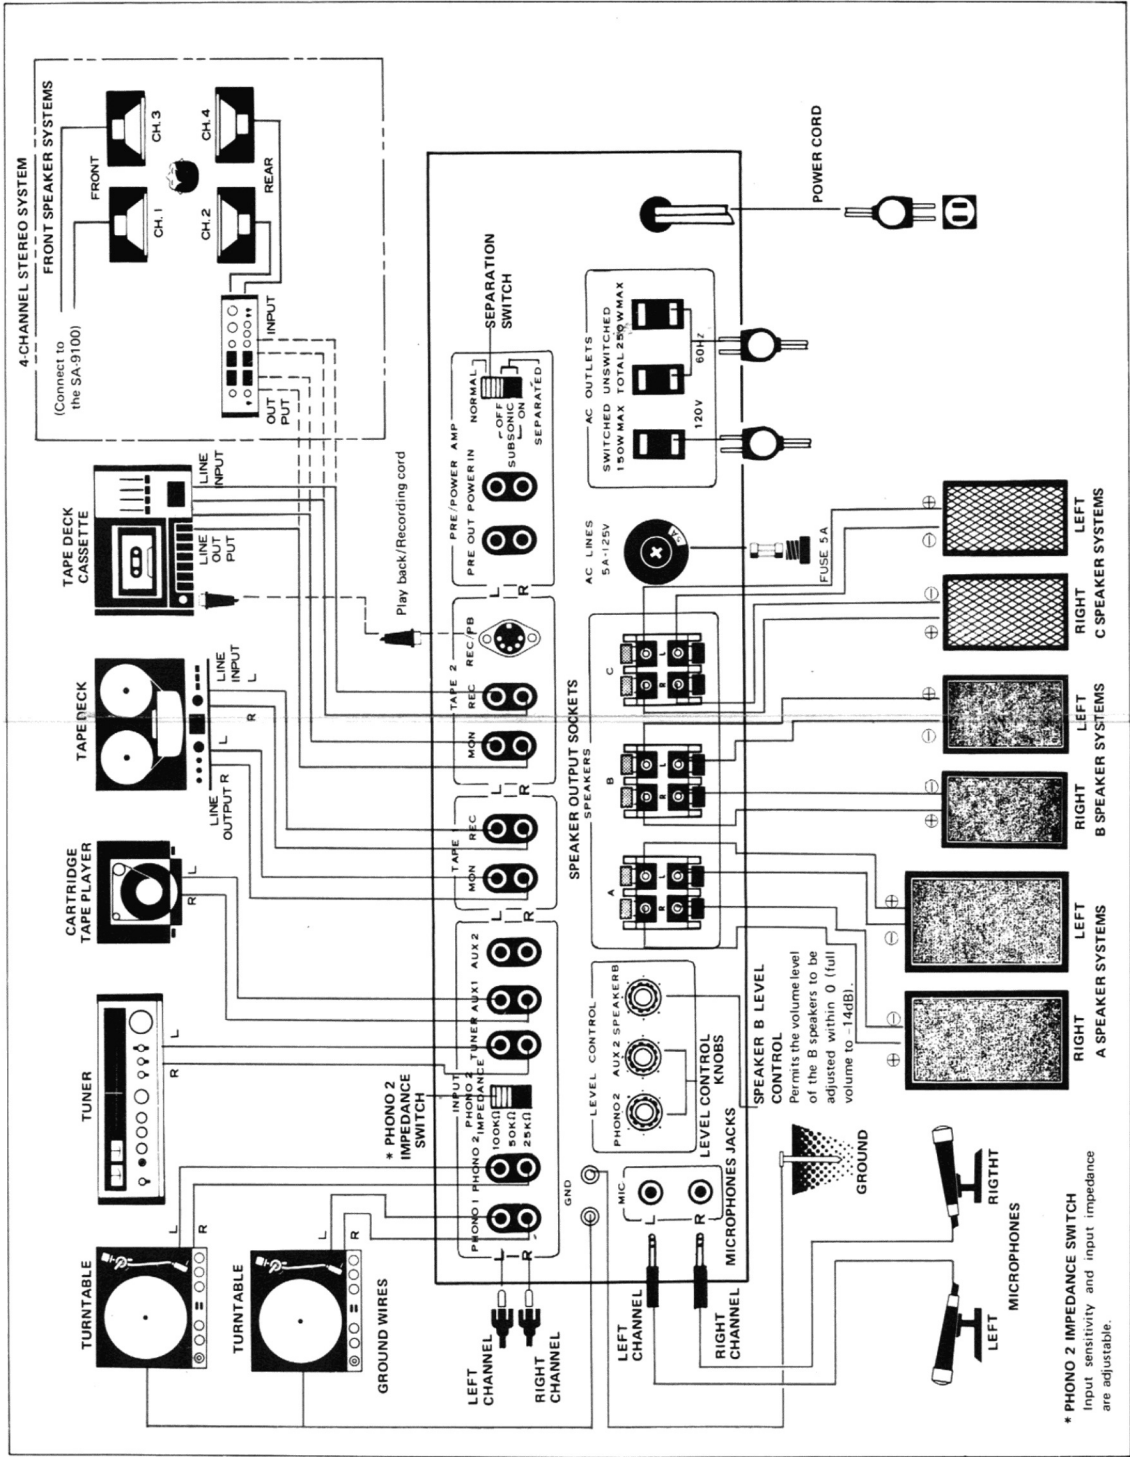 TURNTABLE
L
R
TURNTABLE
L
R
GROUND WIRES
TUNER
L
R
CARTRIDGE
TAPE PLAYER
L
R
TAPE DECK
LINE
OUTPUT
R
L
R
L
LINE
INPUT
TAPE DECK
CASSETTE
LINE
OUT
PUT
LINE
INPUT
Play back/Recording cord
4-CHANNEL STEREO SYSTEM
FRONT SPEAKER SYSTEMS
(Connect to
the SA-9100)
FRONT
CH.1
CH.3
CH.2
CH.4
REAR
OUT
PUT
INPUT
LEFT
CHANNEL
RIGHT
CHANNEL
L
R
PHONO 1
PHONO 2
* PHONO 2
IMPEDANCE
SWITCH
INPUT
PHONO 2
IMPEDANCE
100KΩ
50KΩ
25KΩ
TUNER
AUX1
AUX 2
L
R
TAPE 1
MON
REC
L
R
TAPE 2
MON
REC
REC/PB
L
R
PRE/POWER AMP
PRE OUT
POWER IN
NORMAL
OFF
SUBSONIC
ON
SEPARATED
SEPARATION
SWITCH
GND
MIC
L
R
LEFT
CHANNEL
RIGHT
CHANNEL
MICROPHONES JACKS
LEVEL CONTROL
PHONO2
AUX 2
SPEAKERB
LEVEL CONTROL
KNOBS
SPEAKER B LEVEL
CONTROL
Permits the volume level
of the B speakers to be
adjusted within 0 (full
volume to -14dB).
SPEAKER OUTPUT SOCKETS
SPEAKERS
A
R
L
B
R
L
C
R
L
AC LINES
5A-125V
5A
FUSE 5A
AC OUTLETS
SWITCHED UNSWITCHED
150W MAX TOTAL 250W MAX
120V
60HZ
POWER CORD
GROUND
LEFT
RIGTHT
MICROPHONES
RIGHT
LEFT
A SPEAKER SYSTEMS
RIGHT
LEFT
B SPEAKER SYSTEMS
RIGHT
LEFT
C SPEAKER SYSTEMS
* PHONO 2 IMPEDANCE SWITCH
Input sensitivity and input impedance
are adjustable.